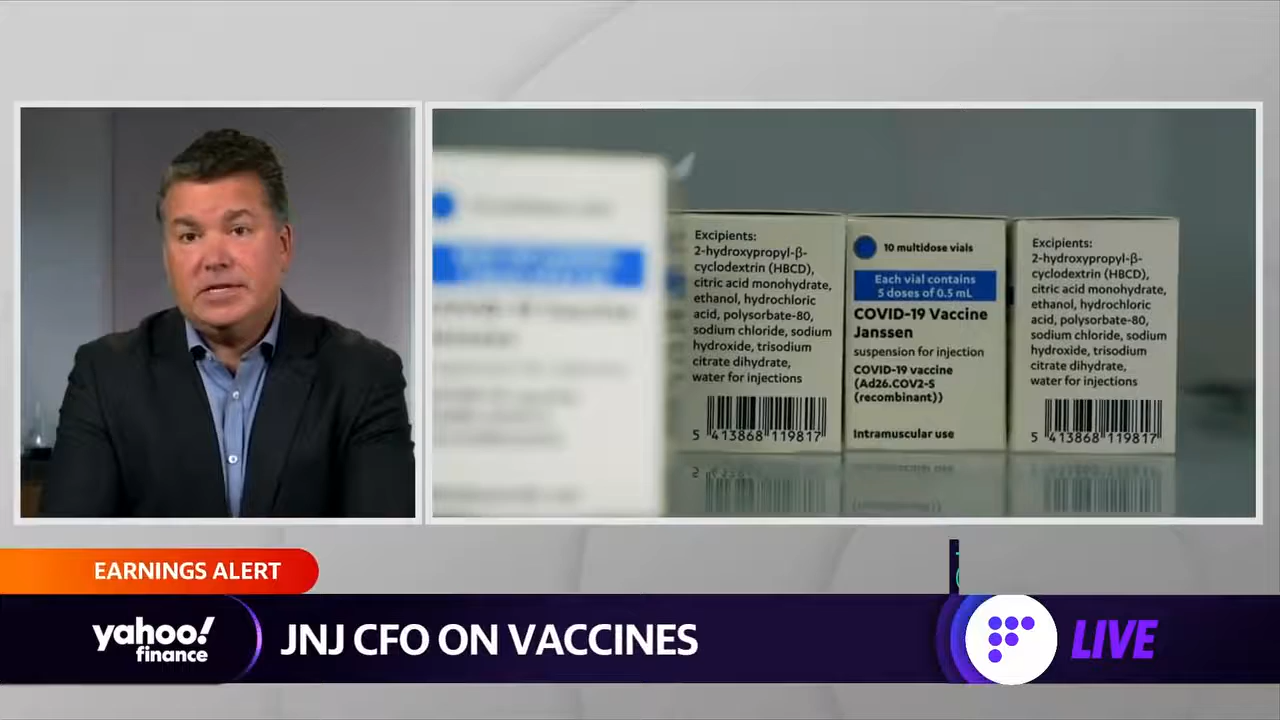 Excipients:
2-hydroxypropyl-β-
cyclodextrin (HBCD),
citric acid monohydrate,
ethanol, hydrochloric
acid, polysorbate-80,
sodium chloride, sodium
hydroxide, trisodium
citrate dihydrate,
water for injections
5 413868 119817
10 multidose vials
Each vial contains
5 doses of 0.5 mL
COVID-19 Vaccine
Janssen
suspension for injection
COVID-19 vaccine
(Ad26.COV2-S
(recombinant))
Intramuscular use
Excipients:
2-hydroxypropyl-β-
cyclodextrin (HBCD),
citric acid monohydrate,
ethanol, hydrochloric
acid, polysorbate-80,
sodium chloride, sodium
hydroxide, trisodium
citrate dihydrate,
water for injections
5 413868 119817
EARNINGS ALERT
yahoo!
finance
JNJ CFO ON VACCINES
LIVE